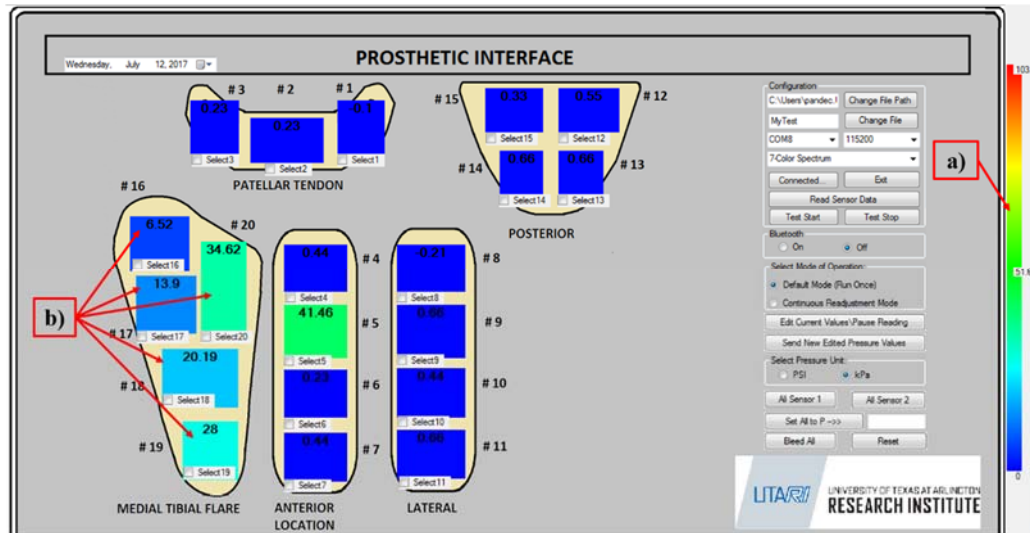 PROSTHETIC INTERFACE
Wednesday, July 12, 2017
# 3
# 2
# 1
0.23
0.23
-0.1
Select3
Select2
Select1
PATELLAR TENDON
# 15
# 12
0.33
0.55
Select15
Select12
# 14
# 13
0.66
0.66
Select14
Select13
POSTERIOR
Configuration
C:\Users\pandec.
Change File Path
MyTest
Change File
COM8
115200
7-Color Spectrum
Connected...
Exit
Read Sensor Data
Test Start
Test Stop
Bluetooth
On
Off
Select Mode of Operation:
Default Mode (Run Once)
Continuous Readjustment Mode
Edit Current Values\Pause Reading
Send New Edited Pressure Values
Select Pressure Unit:
PSI
kPa
All Sensor 1
All Sensor 2
Set All to P ->>
Bleed All
Reset
103
a)
51.6
0
# 16
# 20
6.52
34.62
Select16
b)
13.9
# 17
Select17
Select20
20.19
# 18
Select18
28
# 19
Select19
MEDIAL TIBIAL FLARE
0.44
# 4
Select4
41.46
# 5
Select5
0.23
# 6
Select6
0.44
# 7
Select7
ANTERIOR
LOCATION
-0.21
# 8
Select8
0.66
# 9
Select9
0.44
# 10
Select10
0.66
# 11
Select11
LATERAL
UTARI
UNIVERSITY OF TEXAS AT ARLINGTON
RESEARCH INSTITUTE